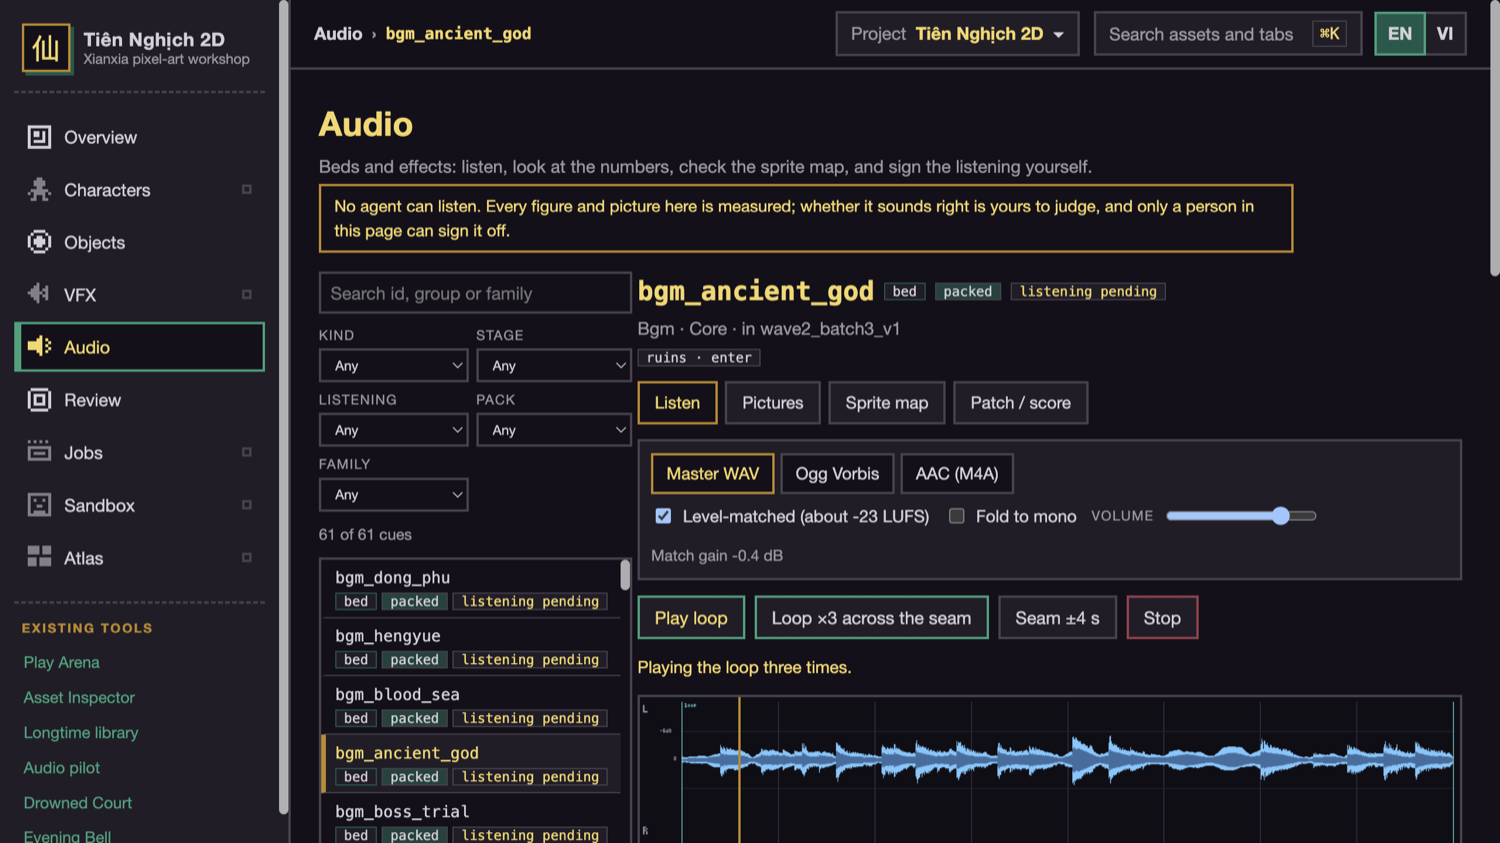 仙
Tiên Nghịch 2D
Xianxia pixel-art workshop
Overview
Characters
Objects
VFX
Audio
Review
Jobs
Sandbox
Atlas
EXISTING TOOLS
Play Arena
Asset Inspector
Longtime library
Audio pilot
Drowned Court
Evening Bell
Audio › bgm_ancient_god
Project Tiên Nghịch 2D
Search assets and tabs ⌘K
EN VI
Audio
Beds and effects: listen, look at the numbers, check the sprite map, and sign the listening yourself.
No agent can listen. Every figure and picture here is measured; whether it sounds right is yours to judge, and only a person in
this page can sign it off.
Search id, group or family
KIND STAGE
Any Any
LISTENING PACK
Any Any
FAMILY
Any
61 of 61 cues
bgm_dong_phu
bed packed listening pending
bgm_hengyue
bed packed listening pending
bgm_blood_sea
bed packed listening pending
bgm_ancient_god
bed packed listening pending
bgm_boss_trial
bed packed listening pending
bgm_ancient_god bed packed listening pending
Bgm · Core · in wave2_batch3_v1
ruins · enter
Listen Pictures Sprite map Patch / score
Master WAV Ogg Vorbis AAC (M4A)
Level-matched (about -23 LUFS) Fold to mono VOLUME
Match gain -0.4 dB
Play loop Loop ×3 across the seam Seam ±4 s Stop
Playing the loop three times.
L
loop
0
R